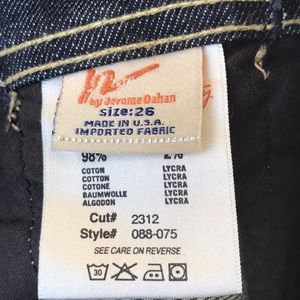 by Jerome Dahan
size:26
MADE IN U.S.A.
IMPORTED FABRIC
98% 2%
COTON LYCRA
COTTON LYCRA
COTONE LYCRA
BAUMWOLLE LYCRA
ALGODON LYCRA
Cut# 2312
Style# 088-075
SEE CARE ON REVERSE
30